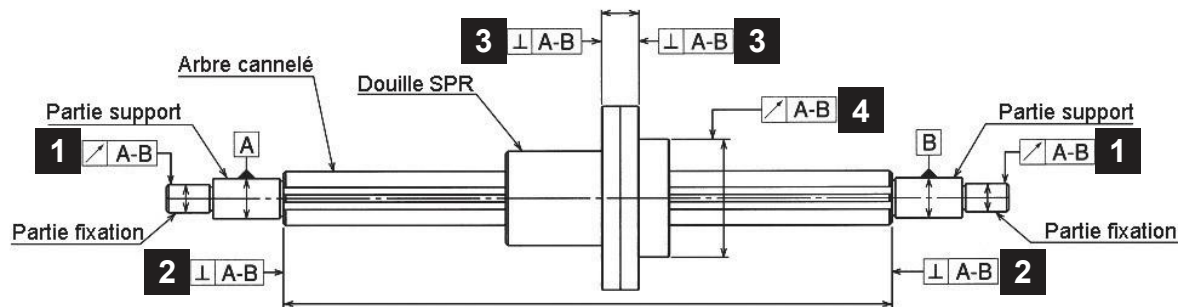 3 ⊥ A-B ⊥ A-B 3
Arbre cannelé
Douille SPR
Partie support
↗ A-B 4
Partie support
1 ↗ A-B
A
B
↗ A-B 1
Partie fixation
Partie fixation
2 ⊥ A-B
⊥ A-B 2